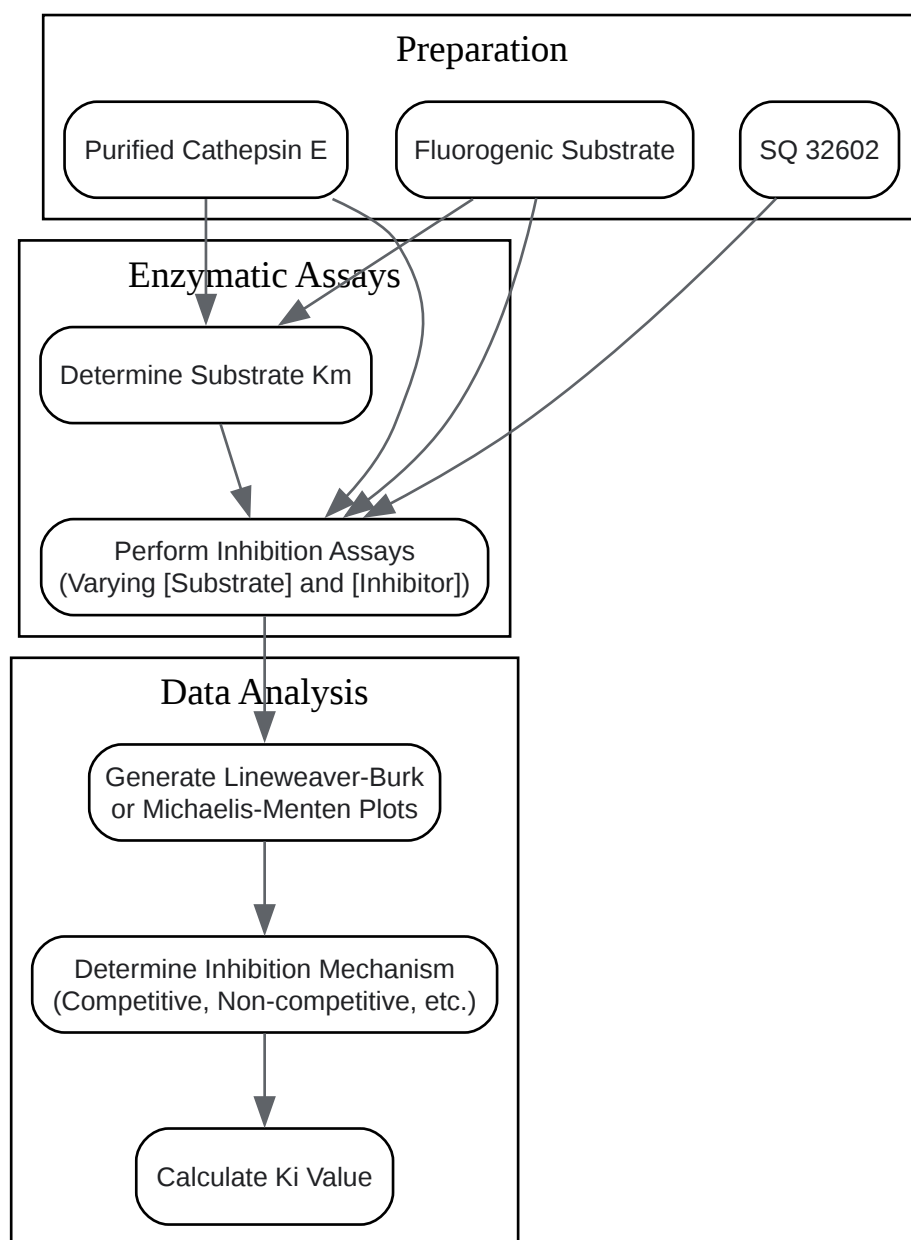 Preparation
Purified Cathepsin E
Fluorogenic Substrate
SQ 32602
Enzymatic Assays
Determine Substrate Km
Perform Inhibition Assays
(Varying [Substrate] and [Inhibitor])
Data Analysis
Generate Lineweaver-Burk
or Michaelis-Menten Plots
Determine Inhibition Mechanism
(Competitive, Non-competitive, etc.)
Calculate Ki Value